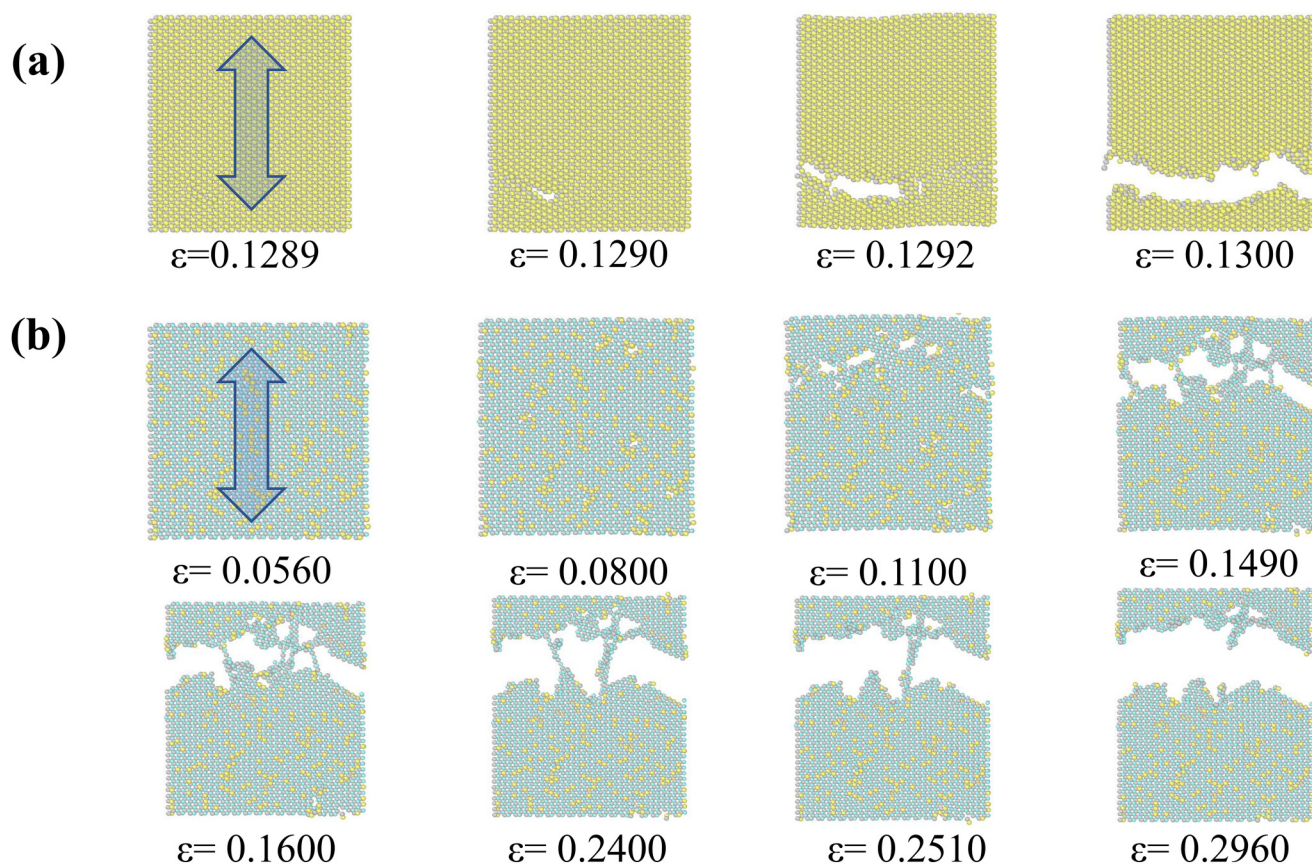 (a)
ε=0.1289
ε= 0.1290
ε= 0.1292
ε= 0.1300
(b)
ε= 0.0560
ε= 0.0800
ε= 0.1100
ε= 0.1490
ε= 0.1600
ε= 0.2400
ε= 0.2510
ε= 0.2960